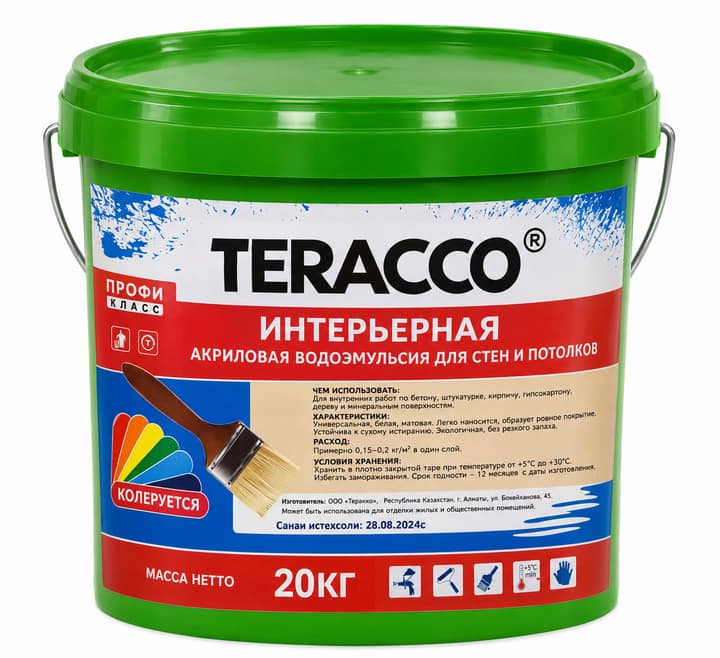 TERACCO®
ПРОФИ
КЛАСС
ИНТЕРЬЕРНАЯ
АКРИЛОВАЯ ВОДОЭМУЛЬСИЯ ДЛЯ СТЕН И ПОТОЛКОВ
ЧЕМ ИСПОЛЬЗОВАТЬ:
Для внутренних работ по бетону, штукатурке, кирпичу, гипсокартону,
дереву и минеральным поверхностям.
ХАРАКТЕРИСТИКИ:
Универсальная, белая, матовая. Легко наносится, образует ровное покрытие.
Устойчива к сухому истиранию. Экологичная, без резкого запаха.
РАСХОД:
Примерно 0,15–0,2 кг/м² в один слой.
УСЛОВИЯ ХРАНЕНИЯ:
Хранить в плотно закрытой таре при температуре от +5°C до +30°C.
Избегать замораживания. Срок годности – 12 месяцев с даты изготовления.
КОЛЕРУЕТСЯ
Изготовитель: ООО «Теракко», Республика Казахстан, г. Алматы, ул. Бокейханова, 45.
Может быть использована для отделки жилых и общественных помещений.
Санаи истехсоли: 28.08.2024с
МАССА НЕТТО
20КГ
+5°C
min